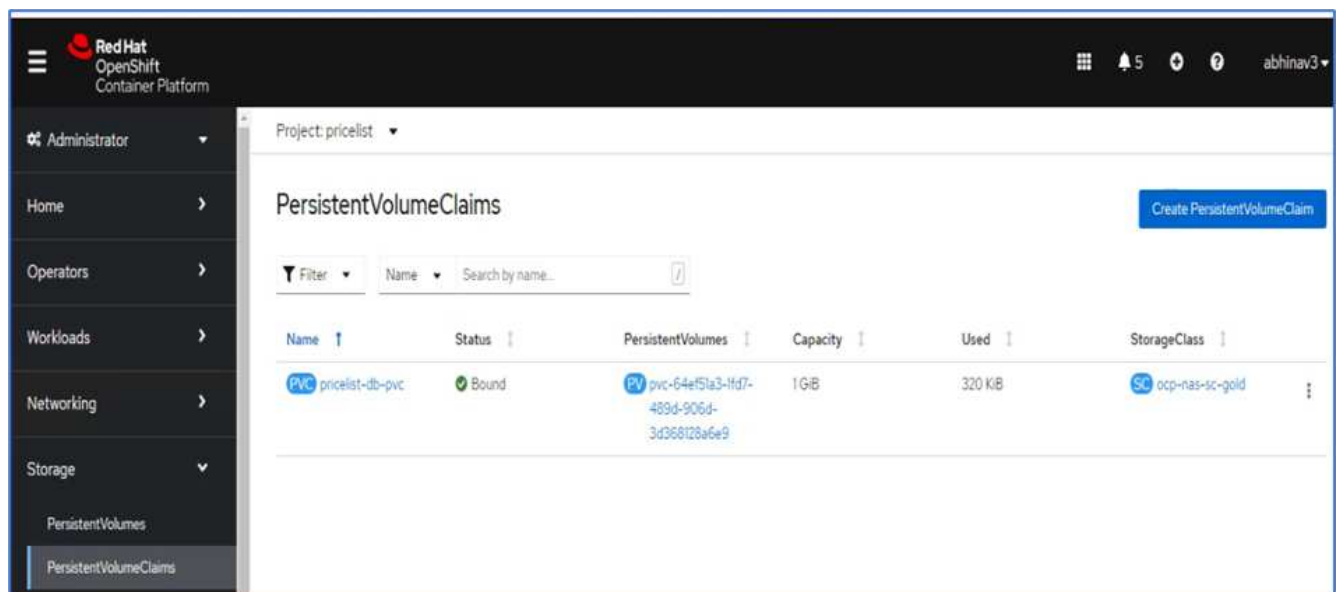 Red Hat
OpenShift
Container Platform
5
abhinav3
Administrator
Project: pricelist
Home
PersistentVolumeClaims
Create PersistentVolumeClaim
Operators
Filter
Name
Search by name...
/
Workloads
Name
Status
PersistentVolumes
Capacity
Used
StorageClass
PVC pricelist-db-pvc
Bound
PV pvc-64ef51a3-1fd7-
489d-906d-
3d368128a6e9
1 GiB
320 KiB
SC ocp-nas-sc-gold
Networking
Storage
PersistentVolumes
PersistentVolumeClaims